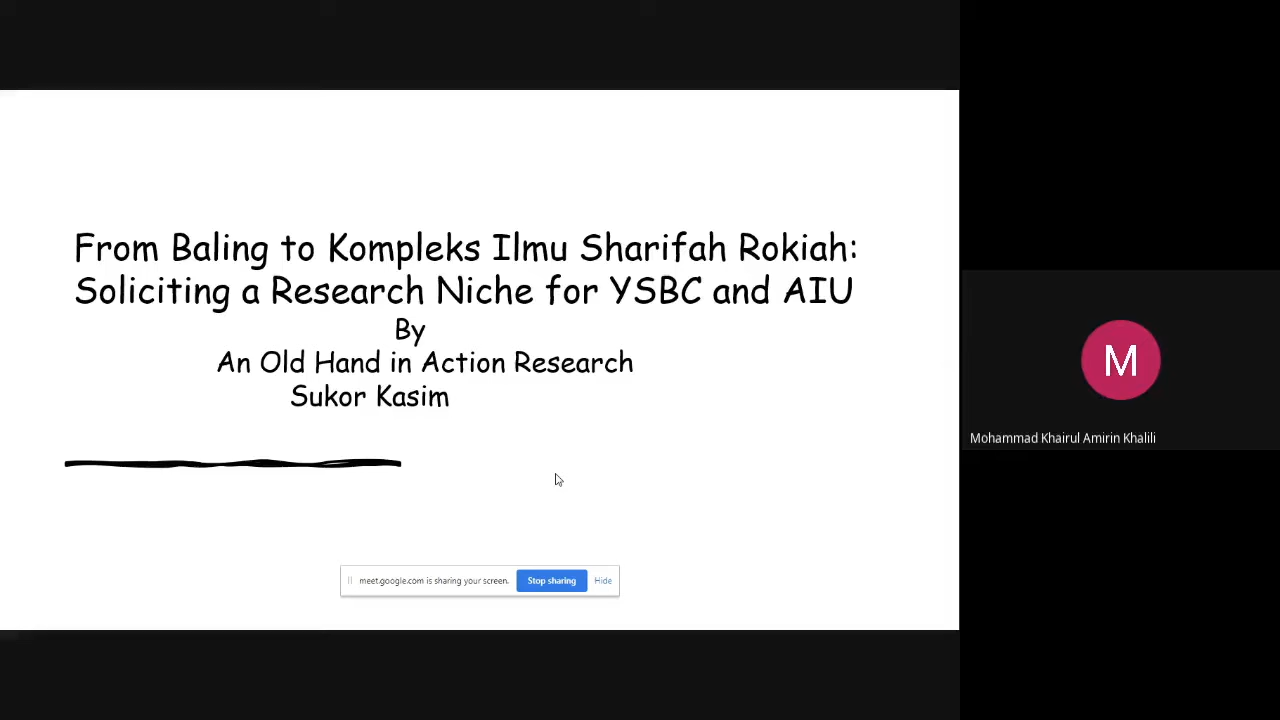 From Baling to Kompleks Ilmu Sharifah Rokiah:
Soliciting a Research Niche for YSBC and AIU
By
An Old Hand in Action Research
Sukor Kasim
M
Mohammad Khairul Amirin Khalili
meet.google.com is sharing your screen. Stop sharing Hide